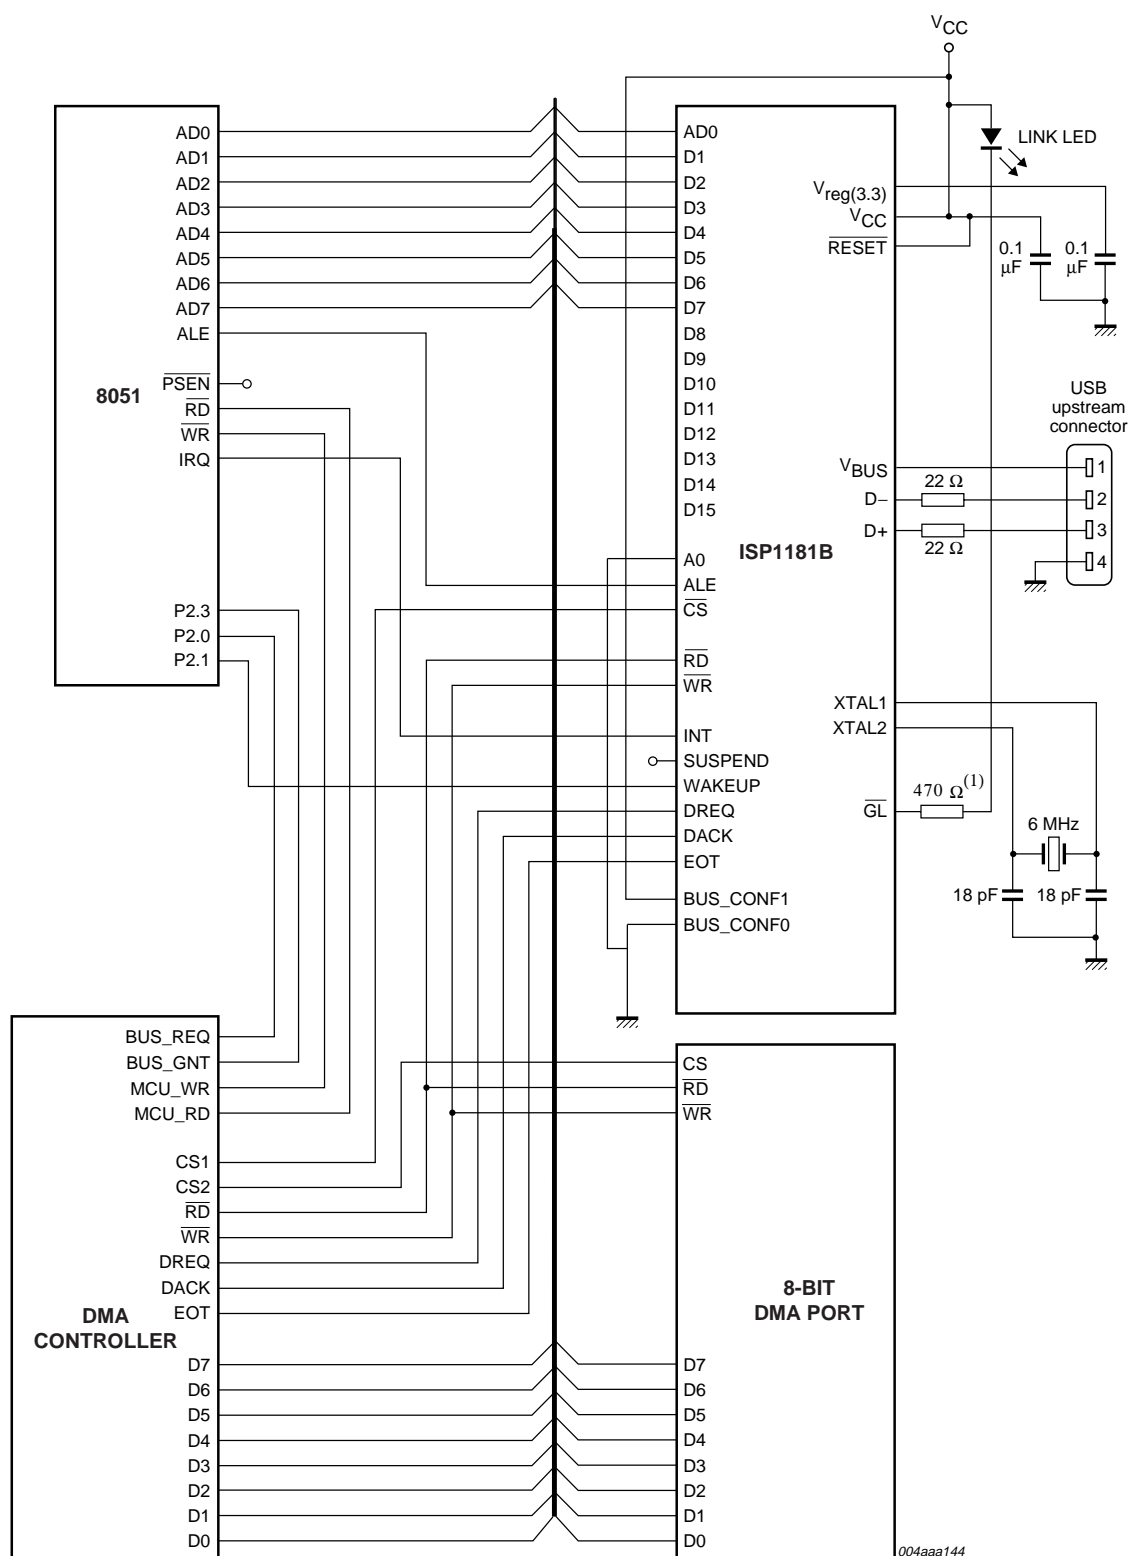 VCC
LINK LED
8051
AD0
AD1
AD2
AD3
AD4
AD5
AD6
AD7
ALE
PSEN
RD
WR
IRQ
P2.3
P2.0
P2.1
ISP1181B
AD0
D1
D2
D3
D4
D5
D6
D7
D8
D9
D10
D11
D12
D13
D14
D15
A0
ALE
CS
RD
WR
INT
SUSPEND
WAKEUP
DREQ
DACK
EOT
BUS_CONF1
BUS_CONF0
Vreg(3.3)
VCC
RESET
0.1
µF
0.1
µF
USB
upstream
connector
VBUS
D−
D+
22 Ω
22 Ω
1
2
3
4
XTAL1
XTAL2
GL
470 Ω(1)
6 MHz
18 pF
18 pF
DMA
CONTROLLER
BUS_REQ
BUS_GNT
MCU_WR
MCU_RD
CS1
CS2
RD
WR
DREQ
DACK
EOT
D7
D6
D5
D4
D3
D2
D1
D0
8-BIT
DMA PORT
CS
RD
WR
D7
D6
D5
D4
D3
D2
D1
D0
004aaa144